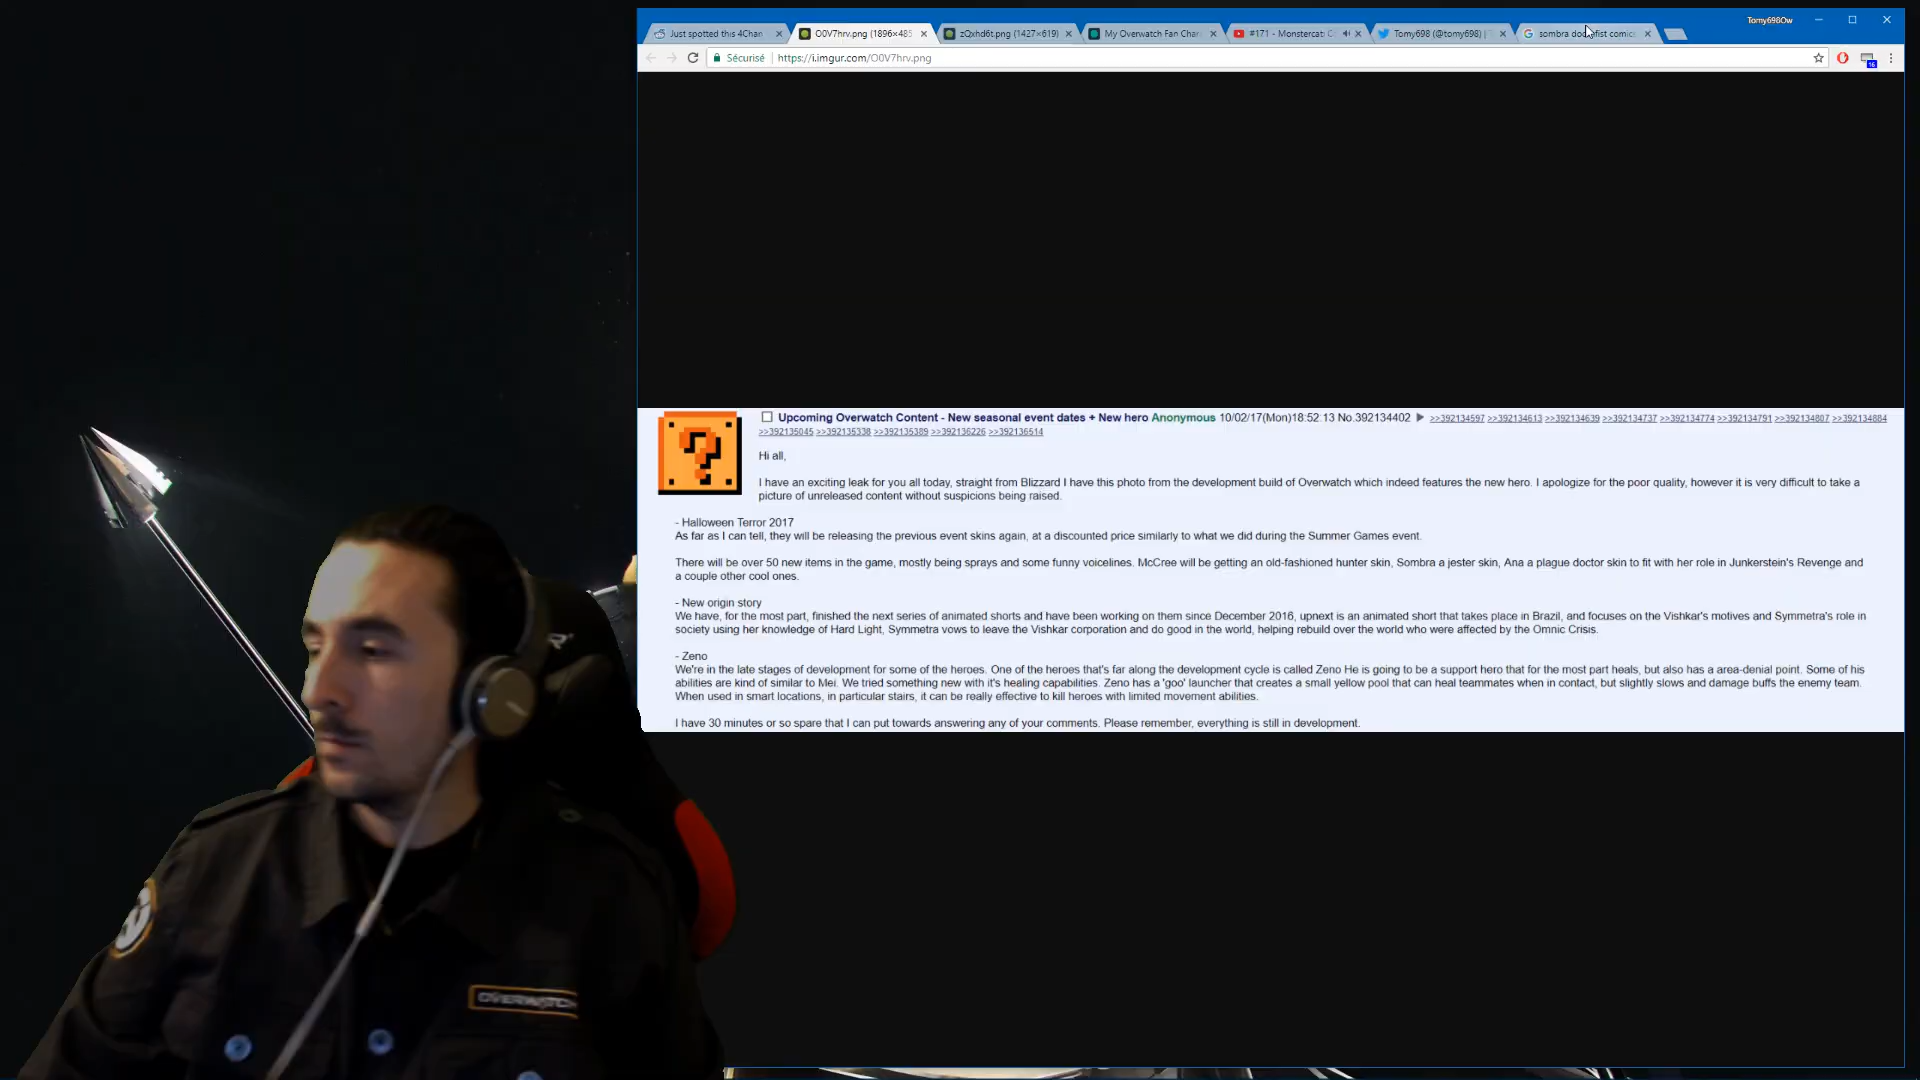 Tomy698Ow
Just spotted this 4Chan
O0V7hrv.png (1896×485
zQxhd6t.png (1427×619)
My Overwatch Fan Char
#171 - Monstercat: C
Tomy698 (@tomy698) | T
sombra doomfist comic
Sécurisé https://i.imgur.com/O0V7hrv.png
16
Upcoming Overwatch Content - New seasonal event dates + New hero Anonymous 10/02/17(Mon)18:52:13 No.392134402 ▶ >>392134597 >>392134613 >>392134639 >>392134737 >>392134774 >>392134791 >>392134807 >>392134884
>>392135045 >>392135338 >>392135389 >>392136226 >>392136514
Hi all,
I have an exciting leak for you all today, straight from Blizzard I have this photo from the development build of Overwatch which indeed features the new hero. I apologize for the poor quality, however it is very difficult to take a
picture of unreleased content without suspicions being raised.
- Halloween Terror 2017
As far as I can tell, they will be releasing the previous event skins again, at a discounted price similarly to what we did during the Summer Games event.
There will be over 50 new items in the game, mostly being sprays and some funny voicelines. McCree will be getting an old-fashioned hunter skin, Sombra a jester skin, Ana a plague doctor skin to fit with her role in Junkerstein's Revenge and
a couple other cool ones.
- New origin story
We have, for the most part, finished the next series of animated shorts and have been working on them since December 2016, upnext is an animated short that takes place in Brazil, and focuses on the Vishkar's motives and Symmetra's role in
society using her knowledge of Hard Light, Symmetra vows to leave the Vishkar corporation and do good in the world, helping rebuild over the world who were affected by the Omnic Crisis.
- Zeno
We're in the late stages of development for some of the heroes. One of the heroes that's far along the development cycle is called Zeno He is going to be a support hero that for the most part heals, but also has a area-denial point. Some of his
abilities are kind of similar to Mei. We tried something new with it's healing capabilities. Zeno has a 'goo' launcher that creates a small yellow pool that can heal teammates when in contact, but slightly slows and damage buffs the enemy team.
When used in smart locations, in particular stairs, it can be really effective to kill heroes with limited movement abilities.
I have 30 minutes or so spare that I can put towards answering any of your comments. Please remember, everything is still in development.
OVERWATCH